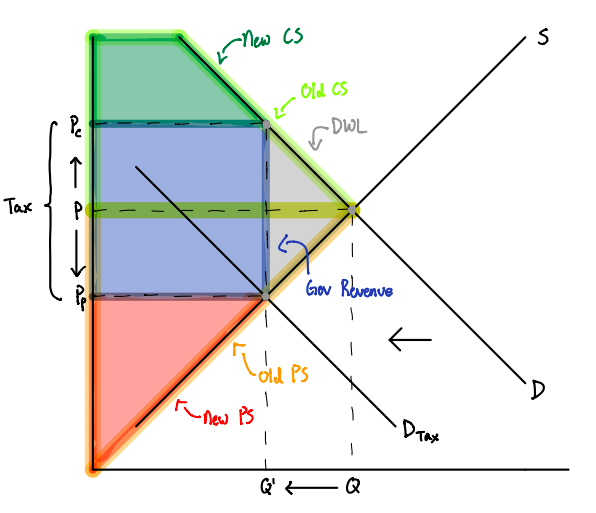 New CS
S
Old CS
Pc
DWL
Tax
P
Pp
Gov Revenue
Old PS
New PS
D
DTax
Q' Q